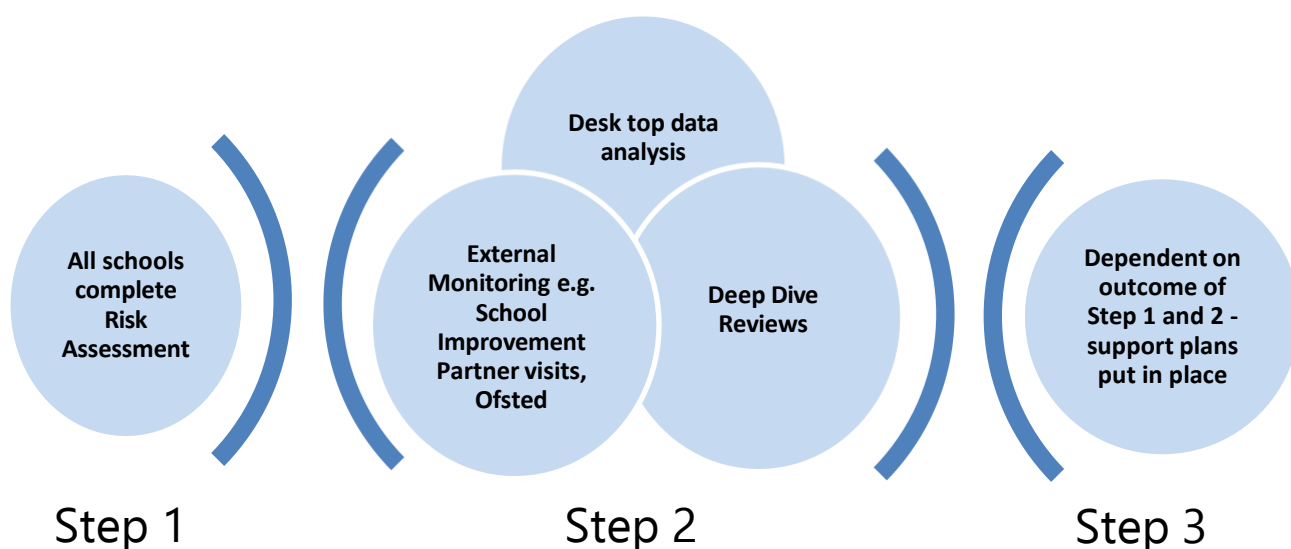 All schools
complete
Risk
Assessment
Desk top data
analysis
External
Monitoring e.g.
School
Improvement
Partner visits,
Ofsted
Deep Dive
Reviews
Dependent on
outcome of
Step 1 and 2 -
support plans
put in place
Step 1
Step 2
Step 3